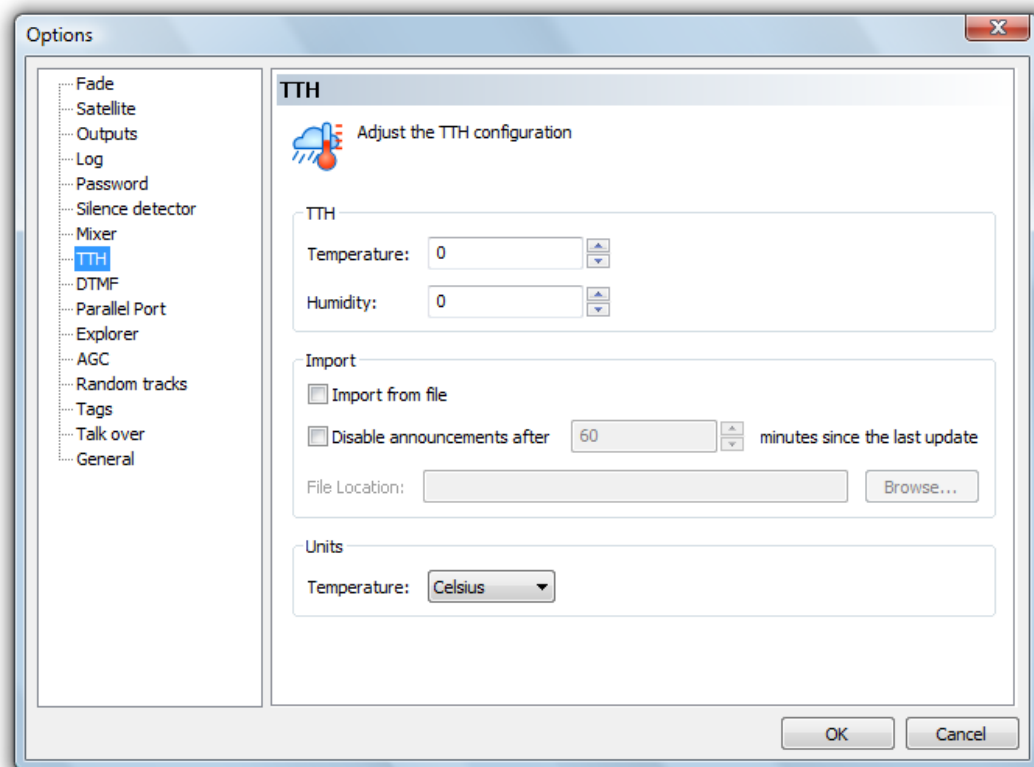 Options
Fade
Satellite
Outputs
Log
Password
Silence detector
Mixer
TTH
DTMF
Parallel Port
Explorer
AGC
Random tracks
Tags
Talk over
General
TTH
Adjust the TTH configuration
TTH
Temperature: 0
Humidity: 0
Import
Import from file
Disable announcements after 60 minutes since the last update
File Location: Browse...
Units
Temperature: Celsius
OK Cancel